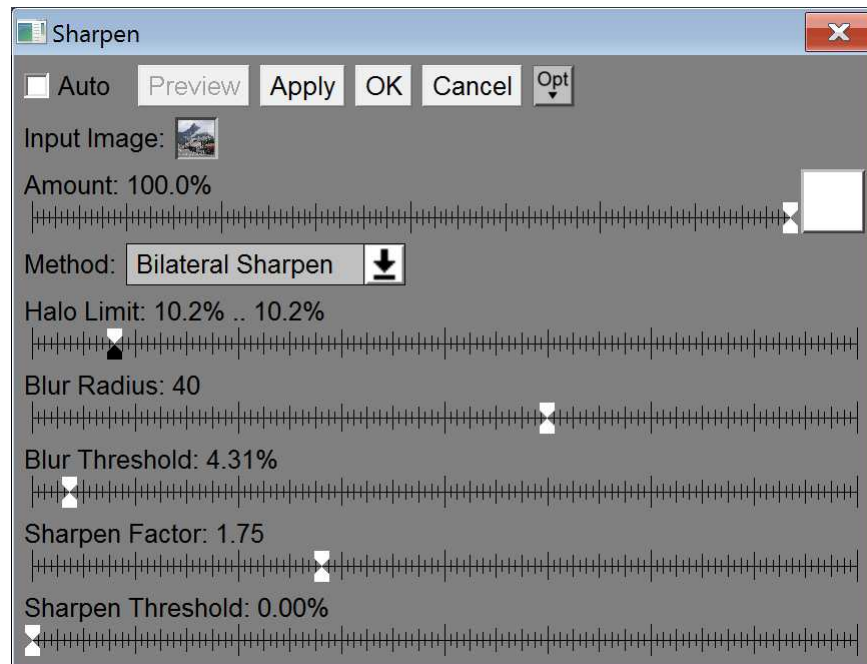 Sharpen
Auto Preview Apply OK Cancel Opt
Input Image:
Amount: 100.0%
Method: Bilateral Sharpen
Halo Limit: 10.2% .. 10.2%
Blur Radius: 40
Blur Threshold: 4.31%
Sharpen Factor: 1.75
Sharpen Threshold: 0.00%